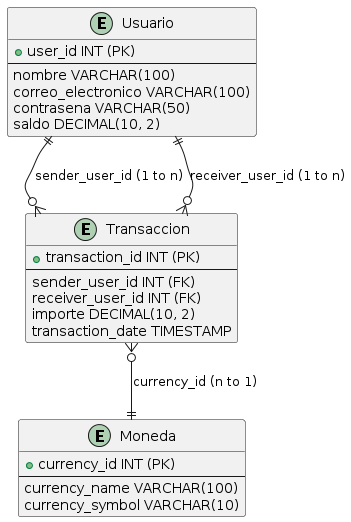 E Usuario
user_id INT (PK)
nombre VARCHAR(100)
correo_electronico VARCHAR(100)
contrasena VARCHAR(50)
saldo DECIMAL(10, 2)
sender_user_id (1 to n)
receiver_user_id (1 to n)
E Transaccion
transaction_id INT (PK)
sender_user_id INT (FK)
receiver_user_id INT (FK)
importe DECIMAL(10, 2)
transaction_date TIMESTAMP
currency_id (n to 1)
E Moneda
currency_id INT (PK)
currency_name VARCHAR(100)
currency_symbol VARCHAR(10)